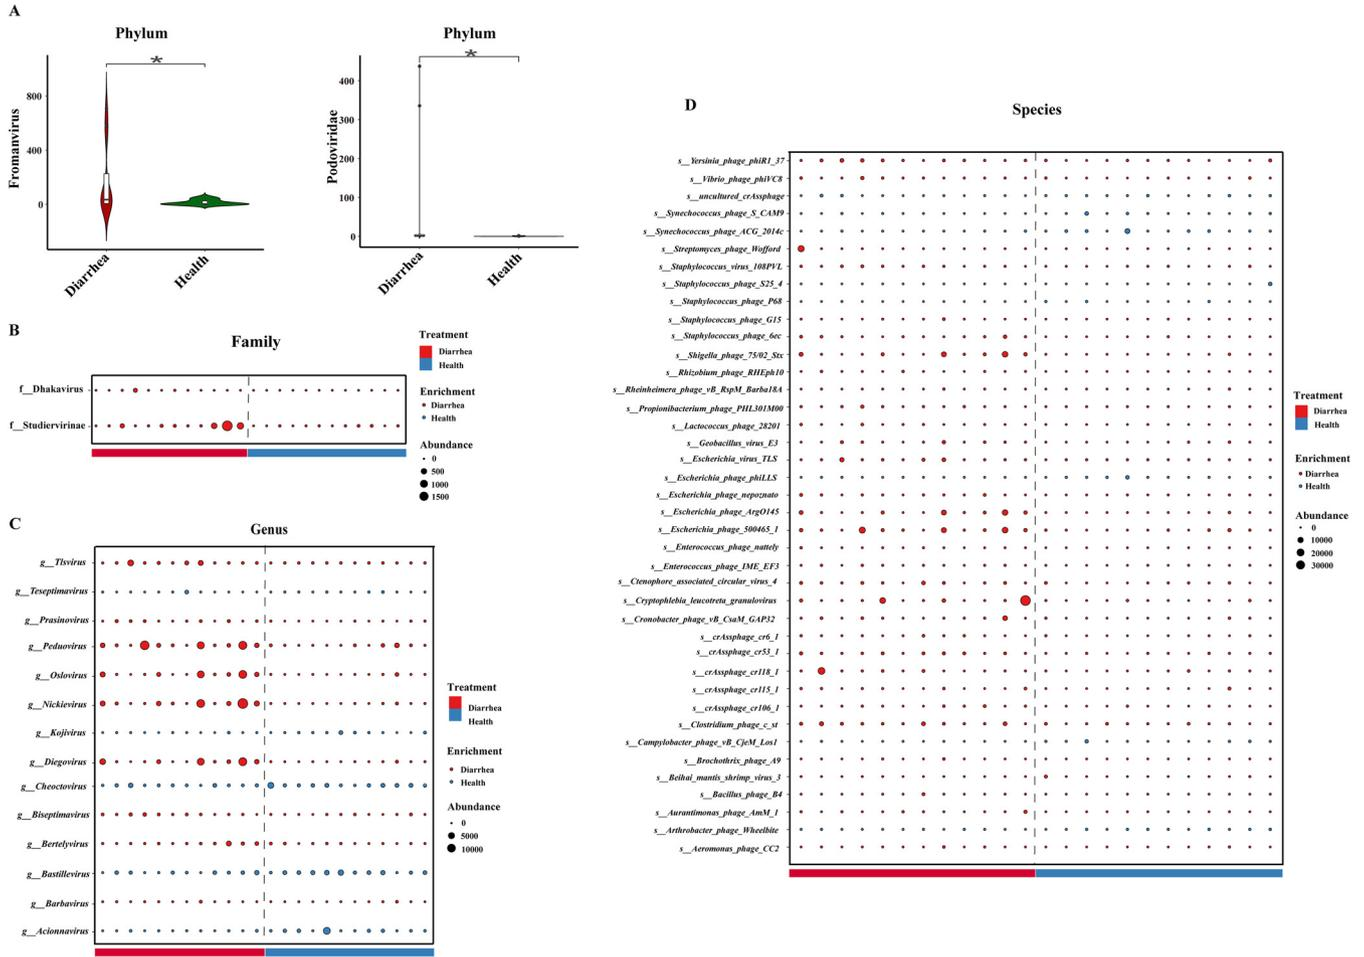 A
Phylum
Fromanvirus
800
400
0
Diarrhea
Health
*
Phylum
Podoviridae
400
300
200
100
0
Diarrhea
Health
*
B
Family
f__Dhakavirus
f__Studiervirinae
Treatment
Diarrhea
Health
Enrichment
Diarrhea
Health
Abundance
0
500
1000
1500
C
Genus
g__Tlsvirus
g__Teseptimavirus
g__Prasinovirus
g__Peduovirus
g__Oslovirus
g__Nickievirus
g__Kojivirus
g__Diegovirus
g__Cheoctovirus
g__Biseptimavirus
g__Bertelyvirus
g__Bastillevirus
g__Barbavirus
g__Acionnavirus
Treatment
Diarrhea
Health
Enrichment
Diarrhea
Health
Abundance
0
5000
10000
D
Species
s__Yersinia_phage_phiR1_37
s__Vibrio_phage_phiVC8
s__uncultured_crAssphage
s__Synechococcus_phage_S_CAM9
s__Synechococcus_phage_ACG_2014c
s__Streptomyces_phage_Wofford
s__Staphylococcus_virus_108PVL
s__Staphylococcus_phage_S25_4
s__Staphylococcus_phage_P68
s__Staphylococcus_phage_G15
s__Staphylococcus_phage_6ec
s__Shigella_phage_75/02_Stx
s__Rhizobium_phage_RHEph10
s__Rheinheimera_phage_vB_RspM_Barba18A
s__Propionibacterium_phage_PHL301M00
s__Lactococcus_phage_28201
s__Geobacillus_virus_E3
s__Escherichia_virus_TLS
s__Escherichia_phage_phiLLS
s__Escherichia_phage_nepoznato
s__Escherichia_phage_ArgO145
s__Escherichia_phage_500465_1
s__Enterococcus_phage_nattely
s__Enterococcus_phage_IME_EF3
s__Ctenophore_associated_circular_virus_4
s__Cryptophlebia_leucotreta_granulovirus
s__Cronobacter_phage_vB_CsaM_GAP32
s__crAssphage_cr6_1
s__crAssphage_cr53_1
s__crAssphage_cr118_1
s__crAssphage_cr115_1
s__crAssphage_cr106_1
s__Clostridium_phage_c_st
s__Campylobacter_phage_vB_CjeM_Los1
s__Brochothrix_phage_A9
s__Beihai_mantis_shrimp_virus_3
s__Bacillus_phage_B4
s__Aurantimonas_phage_AmM_1
s__Arthrobacter_phage_Wheelbite
s__Aeromonas_phage_CC2
Treatment
Diarrhea
Health
Enrichment
Diarrhea
Health
Abundance
0
10000
20000
30000